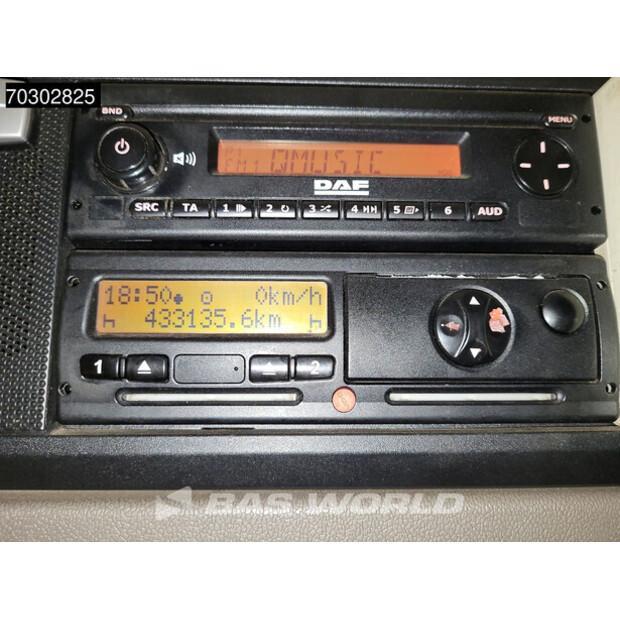 70302825
BND
MENU
FM1 QMUSIC
DAF
SRC TA 1 2 3 4 5 6 AUD
18:50 0km/h
433135.6km
1 2
BAS WORLD